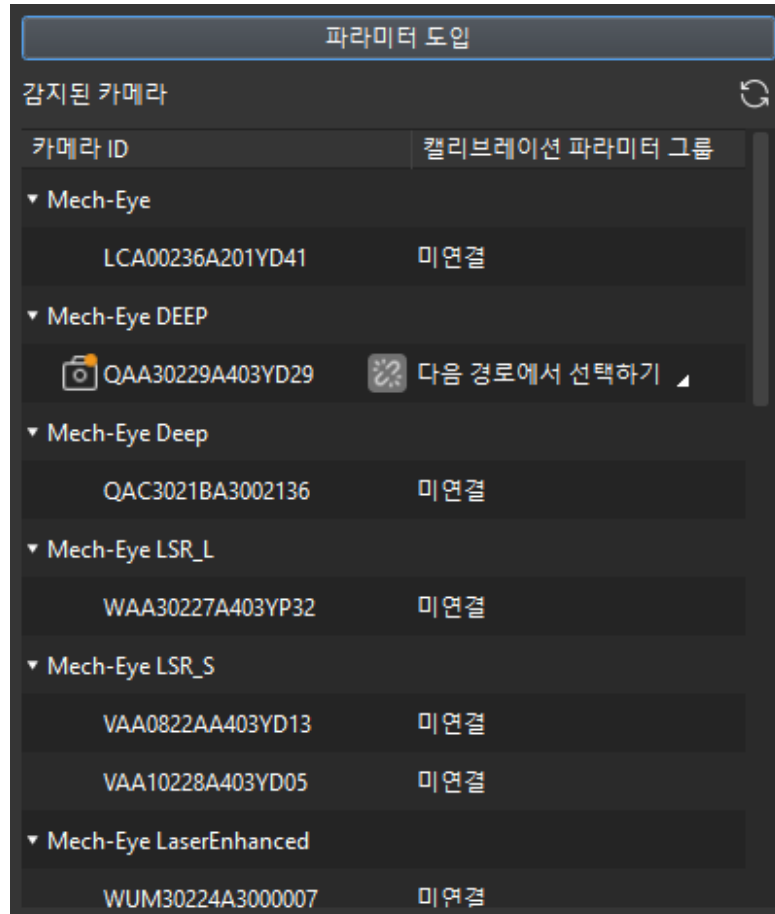 파라미터 도입
감지된 카메라
카메라 ID 캘리브레이션 파라미터 그룹
Mech-Eye
LCA00236A201YD41 미연결
Mech-Eye DEEP
QAA30229A403YD29 다음 경로에서 선택하기
Mech-Eye Deep
QAC3021BA3002136 미연결
Mech-Eye LSR_L
WAA30227A403YP32 미연결
Mech-Eye LSR_S
VAA0822AA403YD13 미연결
VAA10228A403YD05 미연결
Mech-Eye LaserEnhanced
WUM30224A3000007 미연결